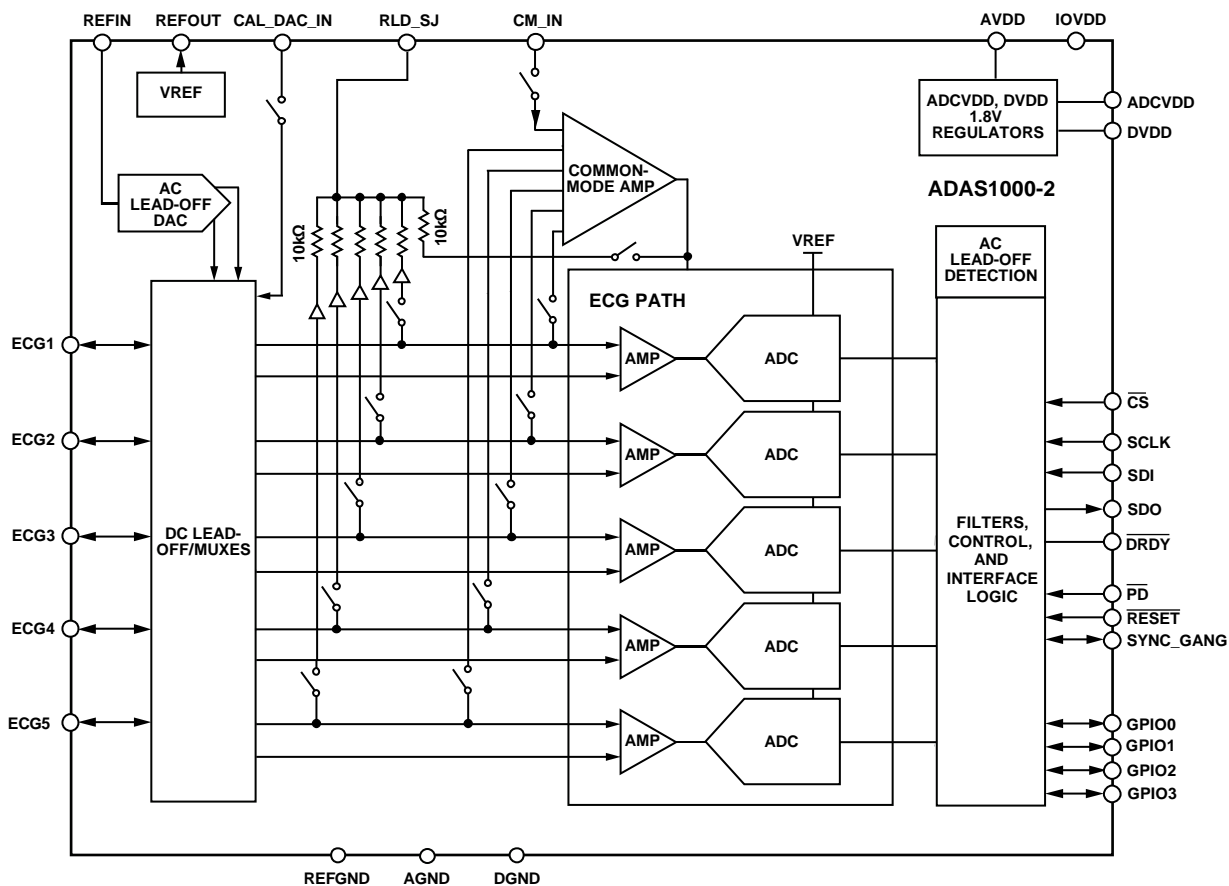 REFIN
REFOUT
CAL_DAC_IN
RLD_SJ
CM_IN
AVDD
IOVDD
VREF
ADCVDD, DVDD
1.8V
REGULATORS
ADCVDD
DVDD
AC
LEAD-OFF
DAC
COMMON-
MODE AMP
ADAS1000-2
10kΩ
10kΩ
VREF
AC
LEAD-OFF
DETECTION
ECG PATH
ECG1
ECG2
ECG3
ECG4
ECG5
DC LEAD-
OFF/MUXES
AMP
ADC
AMP
ADC
AMP
ADC
AMP
ADC
AMP
ADC
FILTERS,
CONTROL,
AND
INTERFACE
LOGIC
CS
SCLK
SDI
SDO
DRDY
PD
RESET
SYNC_GANG
GPIO0
GPIO1
GPIO2
GPIO3
REFGND
AGND
DGND